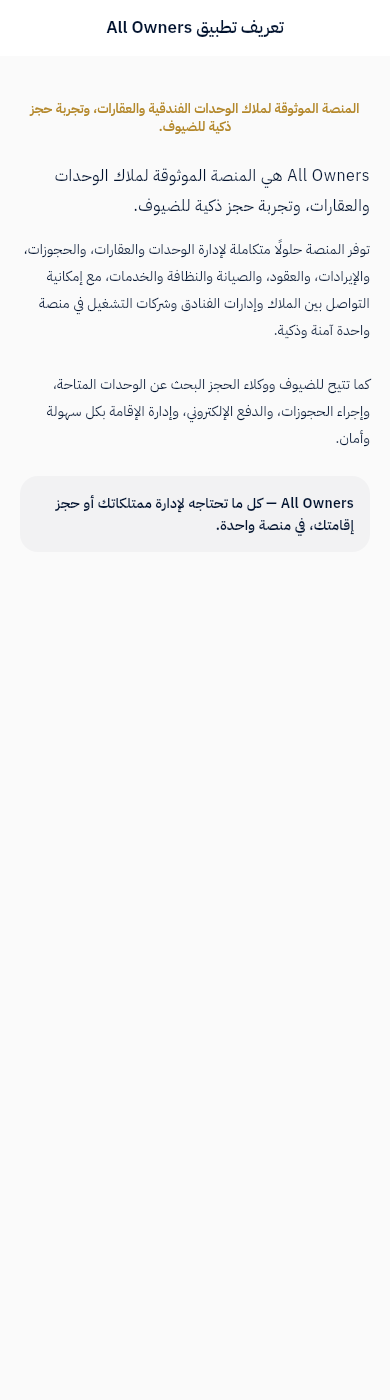 تعريف تطبيق All Owners
المنصة الموثوقة لملاك الوحدات الفندقية والعقارات، وتجربة حجز
ذكية للضيوف.
All Owners هي المنصة الموثوقة لملاك الوحدات
والعقارات، وتجربة حجز ذكية للضيوف.
توفر المنصة حلولًا متكاملة لإدارة الوحدات والعقارات، والحجوزات،
والإيرادات، والعقود، والصيانة والنظافة والخدمات، مع إمكانية
التواصل بين الملاك وإدارات الفنادق وشركات التشغيل في منصة
واحدة آمنة وذكية.
كما تتيح للضيوف ووكلاء الحجز البحث عن الوحدات المتاحة،
وإجراء الحجوزات، والدفع الإلكتروني، وإدارة الإقامة بكل سهولة
وأمان.
All Owners — كل ما تحتاجه لإدارة ممتلكاتك أو حجز
إقامتك، في منصة واحدة.